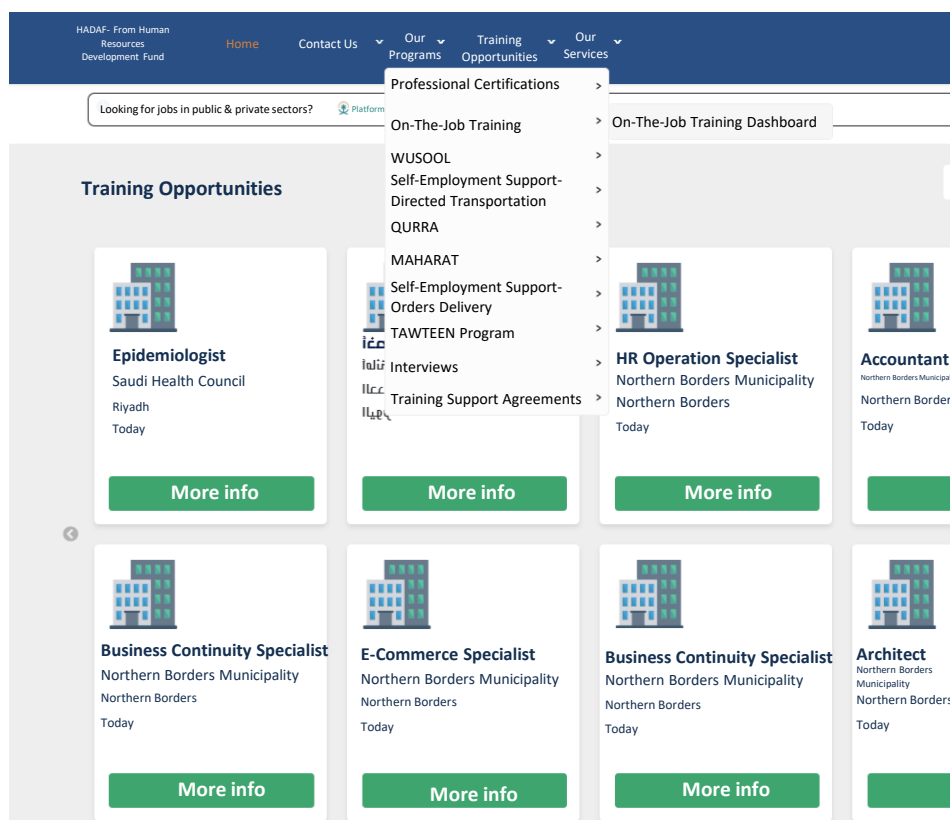 HADAF- From Human
Resources
Development Fund
Home
Contact Us
Our
Programs
Training
Opportunities
Our
Services
Looking for jobs in public & private sectors?
Platform
Professional Certifications
On-The-Job Training
On-The-Job Training Dashboard
WUSOOL
Self-Employment Support-
Directed Transportation
QURRA
MAHARAT
Self-Employment Support-
Orders Delivery
TAWTEEN Program
Interviews
Training Support Agreements
Training Opportunities
Epidemiologist
Saudi Health Council
Riyadh
Today
More info
More info
HR Operation Specialist
Northern Borders Municipality
Northern Borders
Today
More info
Accountant
Northern Borders
Today
Business Continuity Specialist
Northern Borders Municipality
Northern Borders
Today
More info
E-Commerce Specialist
Northern Borders Municipality
Northern Borders
Today
More info
Business Continuity Specialist
Northern Borders Municipality
Northern Borders
Today
More info
Architect
Northern Borders
Municipality
Northern Borders
Today